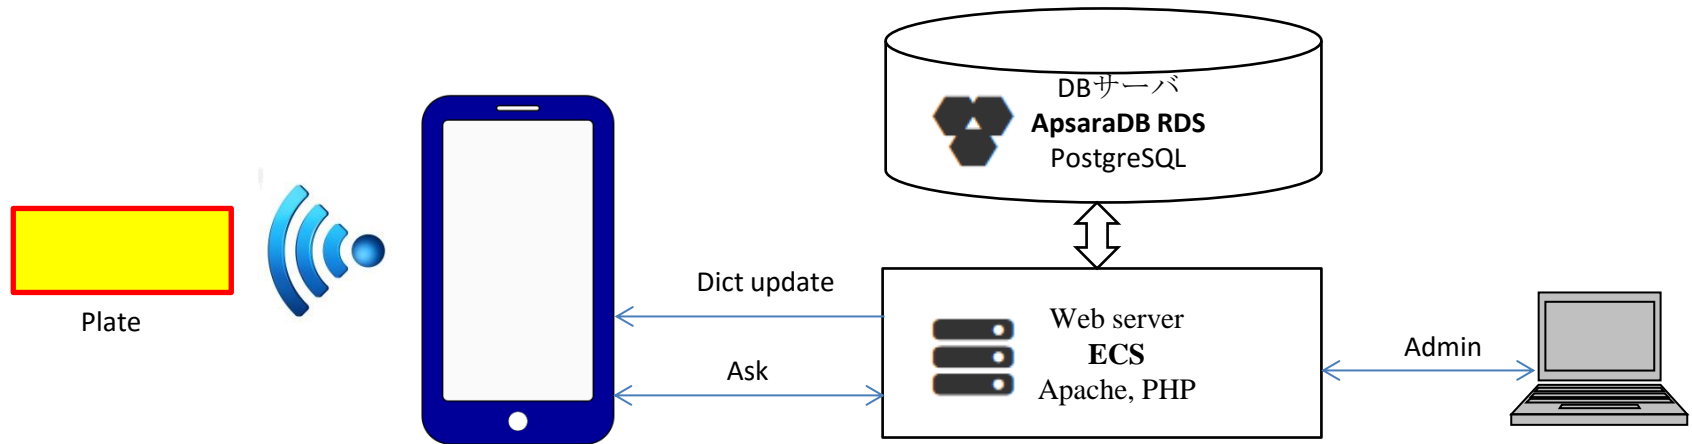 DBサーバ
ApsaraDB RDS
PostgreSQL
Plate
Dict update
Ask
Web server
ECS
Apache, PHP
Admin